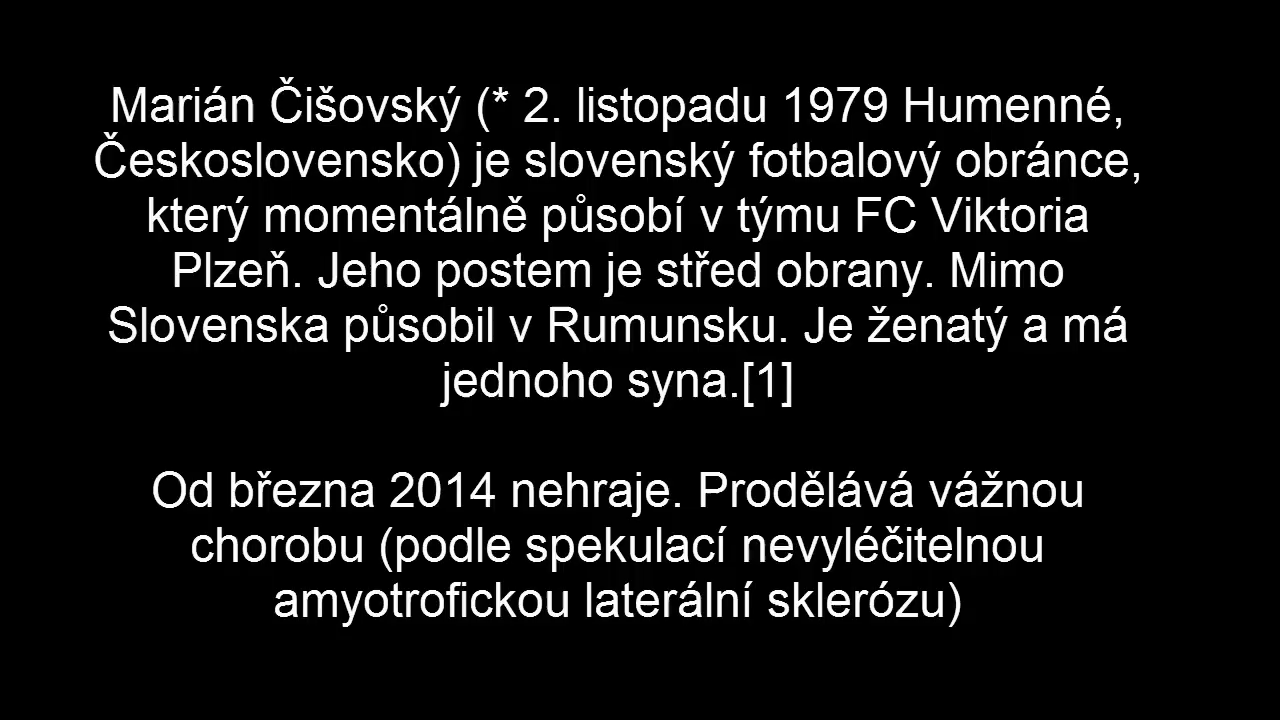 Marián Čišovský (* 2. listopadu 1979 Humenné,
Československo) je slovenský fotbalový obránce,
který momentálně působí v týmu FC Viktoria
Plzeň. Jeho postem je střed obrany. Mimo
Slovenska působil v Rumunsku. Je ženatý a má
jednoho syna.[1]
Od března 2014 nehraje. Prodělává vážnou
chorobu (podle spekulací nevyléčitelnou
amyotrofickou laterální sklerózu)